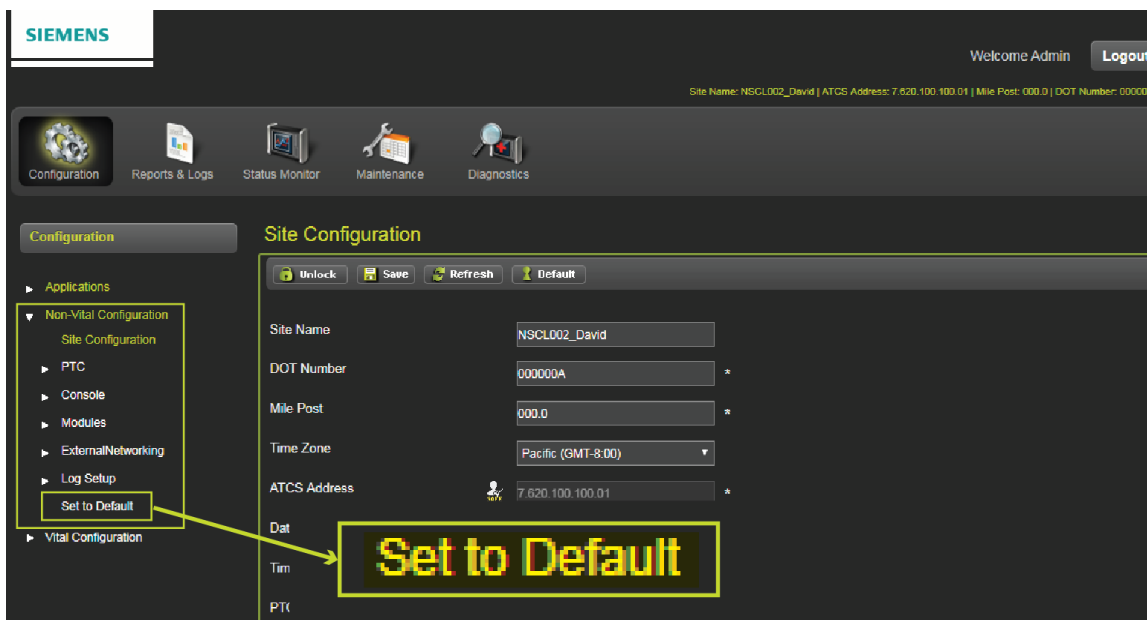 SIEMENS
Welcome Admin
Logout
Site Name: NSCL002_David | ATCS Address: 7.620.100.100.01 | Mile Post: 000.0 | DOT Number: 00000
Configuration
Reports & Logs
Status Monitor
Maintenance
Diagnostics
Configuration
Applications
Non-Vital Configuration
Site Configuration
PTC
Console
Modules
ExternalNetworking
Log Setup
Set to Default
Vital Configuration
Site Configuration
Unlock
Save
Refresh
Default
Site Name
NSCL002_David
DOT Number
000000A
*
Mile Post
000.0
*
Time Zone
Pacific (GMT-8:00)
ATCS Address
7.620.100.100.01
*
Dat
Tim
PT(
Set to Default